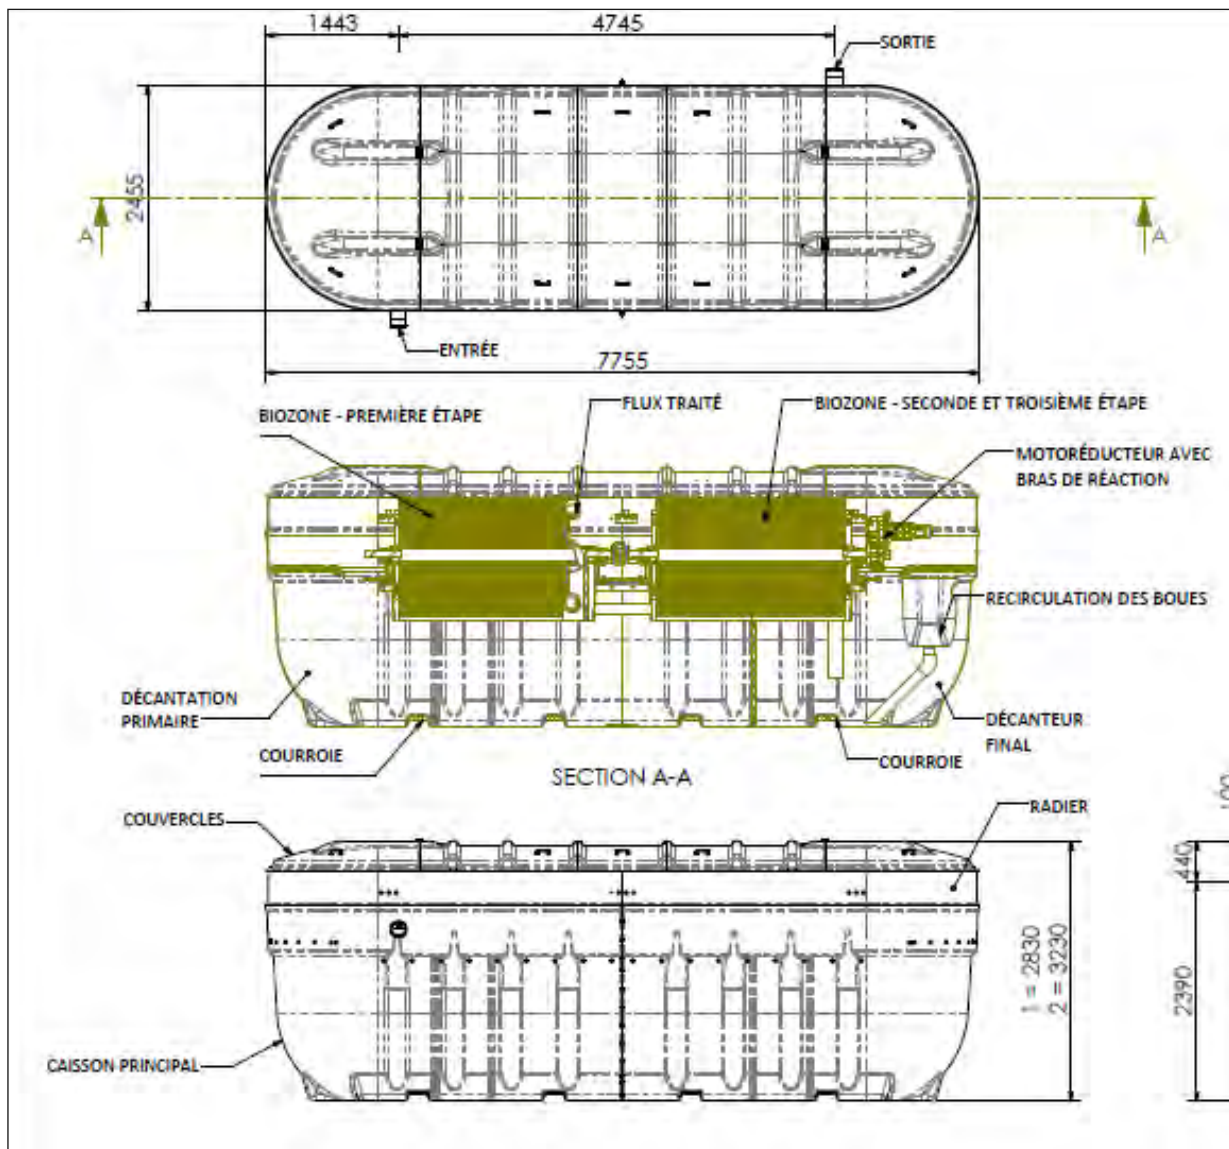 1443
4745
SORTIE
2455
A
A
ENTRÉE
7755
BIOZONE - PREMIÈRE ÉTAPE
FLUX TRAITÉ
BIOZONE - SECONDE ET TROISIÈME ÉTAPE
MOTORÉDUCTEUR AVEC
BRAS DE RÉACTION
RECIRCULATION DES BOUES
DÉCANTATION
PRIMAIRE
DÉCANTEUR
FINAL
COURROIE
COURROIE
SECTION A-A
COUVERCLES
RADIER
440
1 = 2830
2 = 3230
2390
CAISSON PRINCIPAL